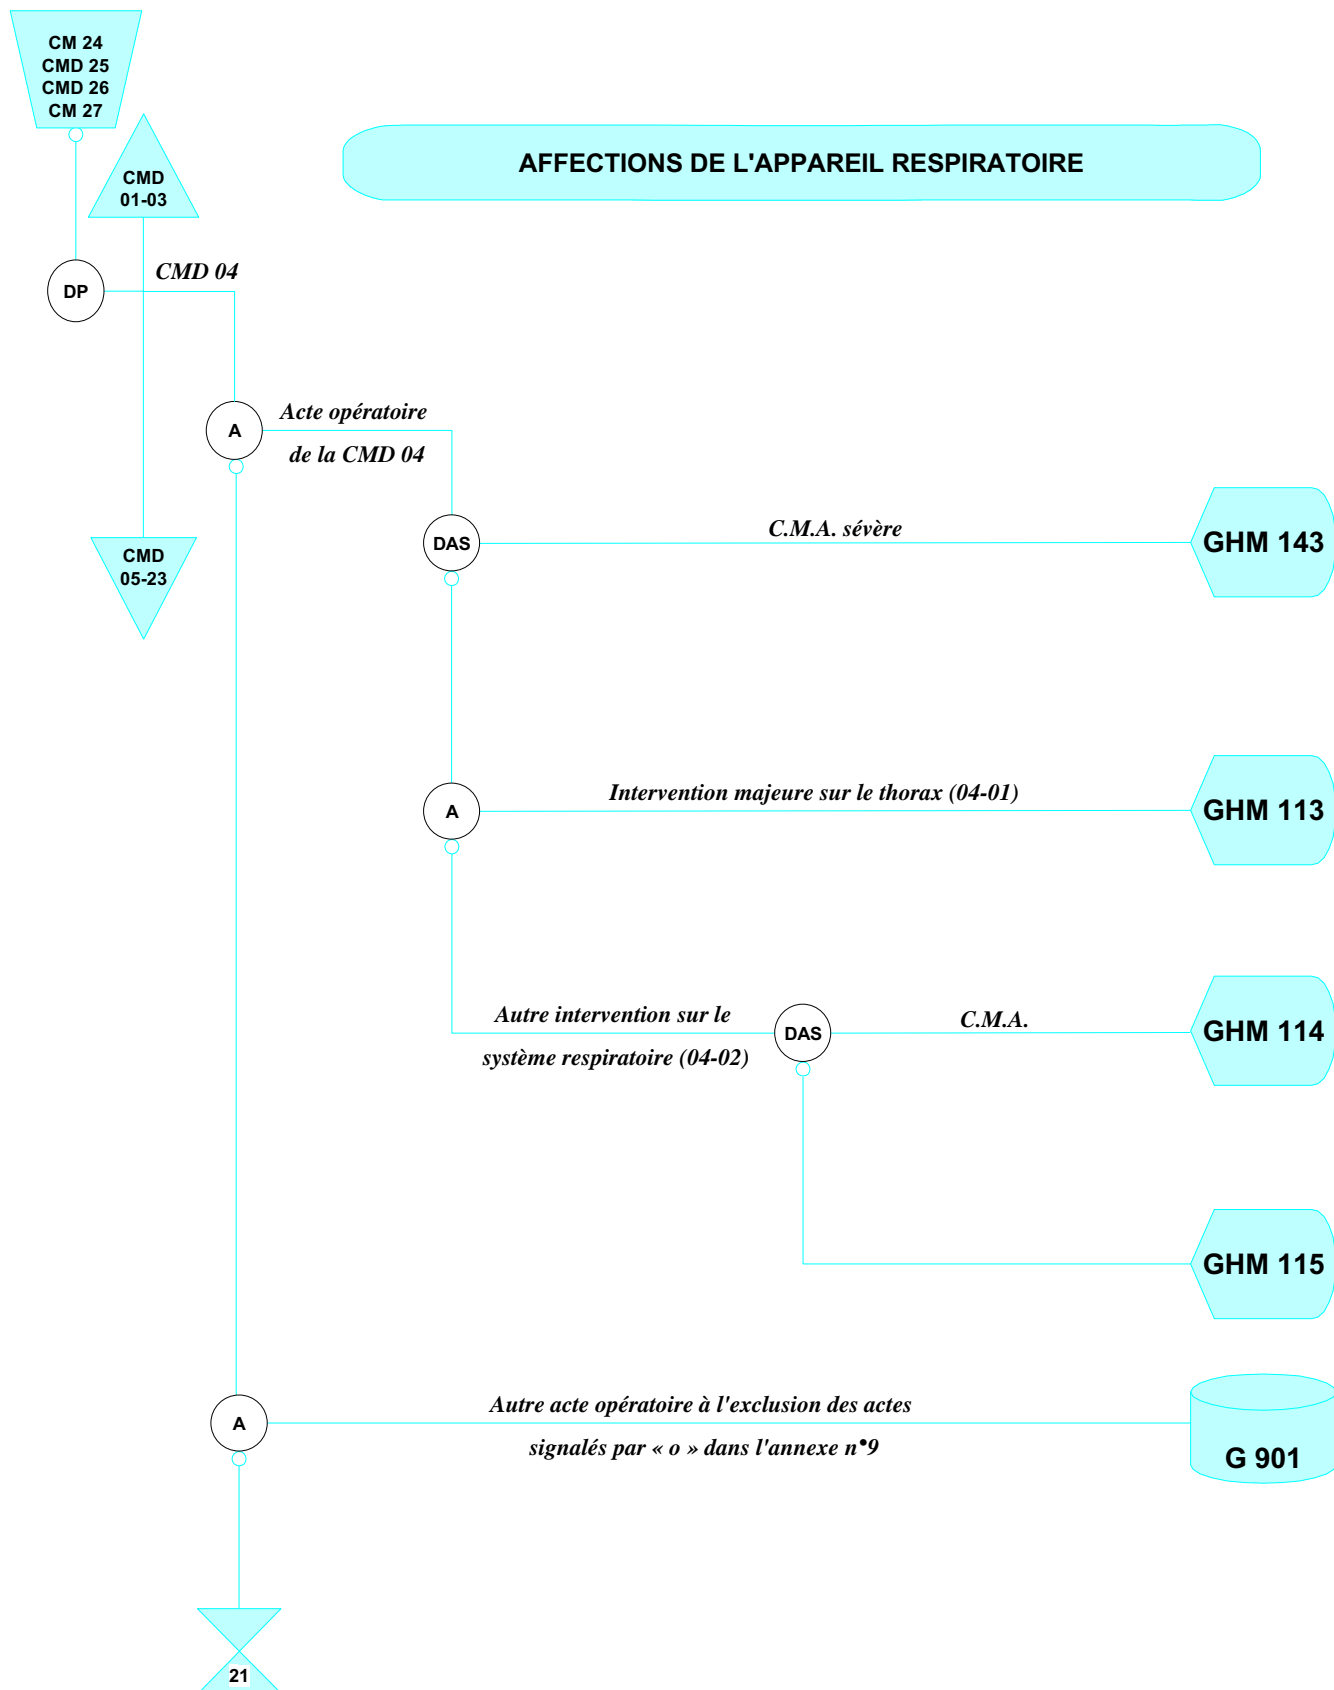 CM 24
CMD 25
CMD 26
CM 27
AFFECTIONS DE L'APPAREIL RESPIRATOIRE
CMD
01-03
CMD 04
DP
Acte opératoire
A
de la CMD 04
C.M.A. sévère
DAS
GHM 143
CMD
05-23
Intervention majeure sur le thorax (04-01)
A
GHM 113
Autre intervention sur le
C.M.A.
DAS
GHM 114
système respiratoire (04-02)
GHM 115
Autre acte opératoire à l'exclusion des actes
A
signalés par « o » dans l'annexe n°9
G 901
21